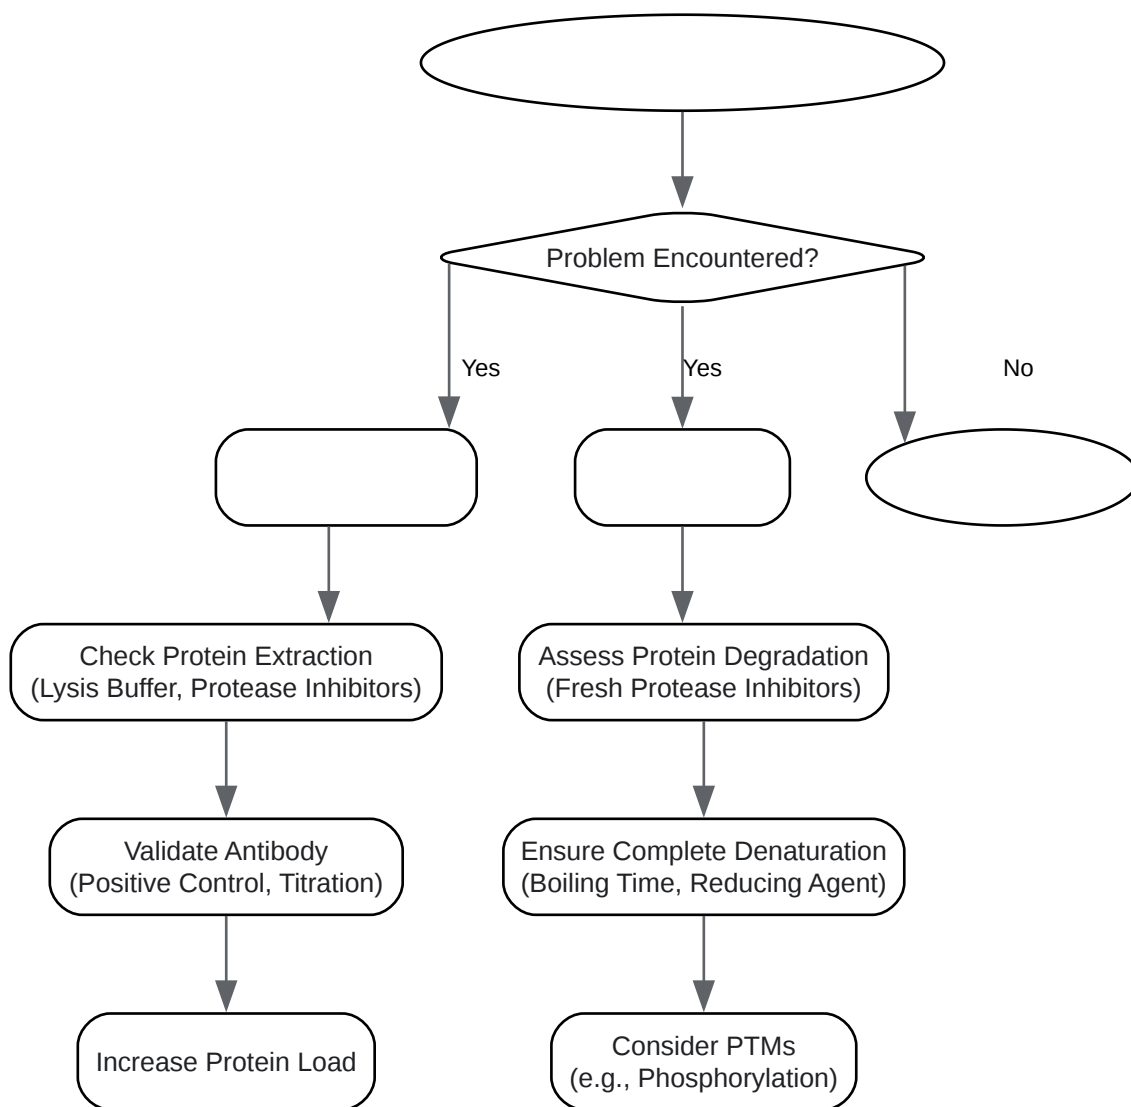 Problem Encountered?
Yes
Yes
No
Check Protein Extraction
(Lysis Buffer, Protease Inhibitors)
Assess Protein Degradation
(Fresh Protease Inhibitors)
Validate Antibody
(Positive Control, Titration)
Ensure Complete Denaturation
(Boiling Time, Reducing Agent)
Increase Protein Load
Consider PTMs
(e.g., Phosphorylation)